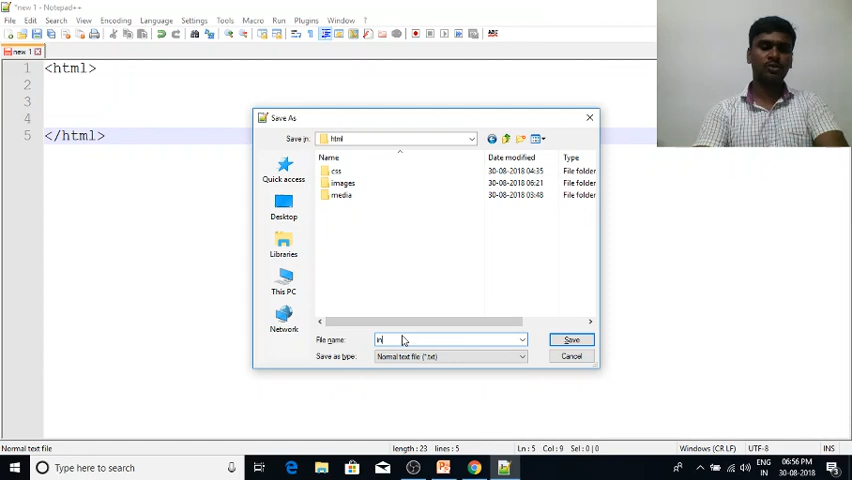 *new 1 - Notepad++
File Edit Search View Encoding Language Settings Tools Macro Run Plugins Window ?
new 1
1 <html>
2
3
4
5 </html>
Save As
Save in: html
Name Date modified Type
css 30-08-2018 04:35 File folder
images 30-08-2018 06:21 File folder
media 30-08-2018 03:48 File folder
Quick access
Desktop
Libraries
This PC
Network
File name: in Save
Save as type: Normal text file (*.txt) Cancel
Normal text file length : 23 lines : 5 Ln : 5 Col : 9 Sel : 0 | 0 Windows (CR LF) UTF-8 INS
Type here to search
ENG 06:56 PM
IN 30-08-2018